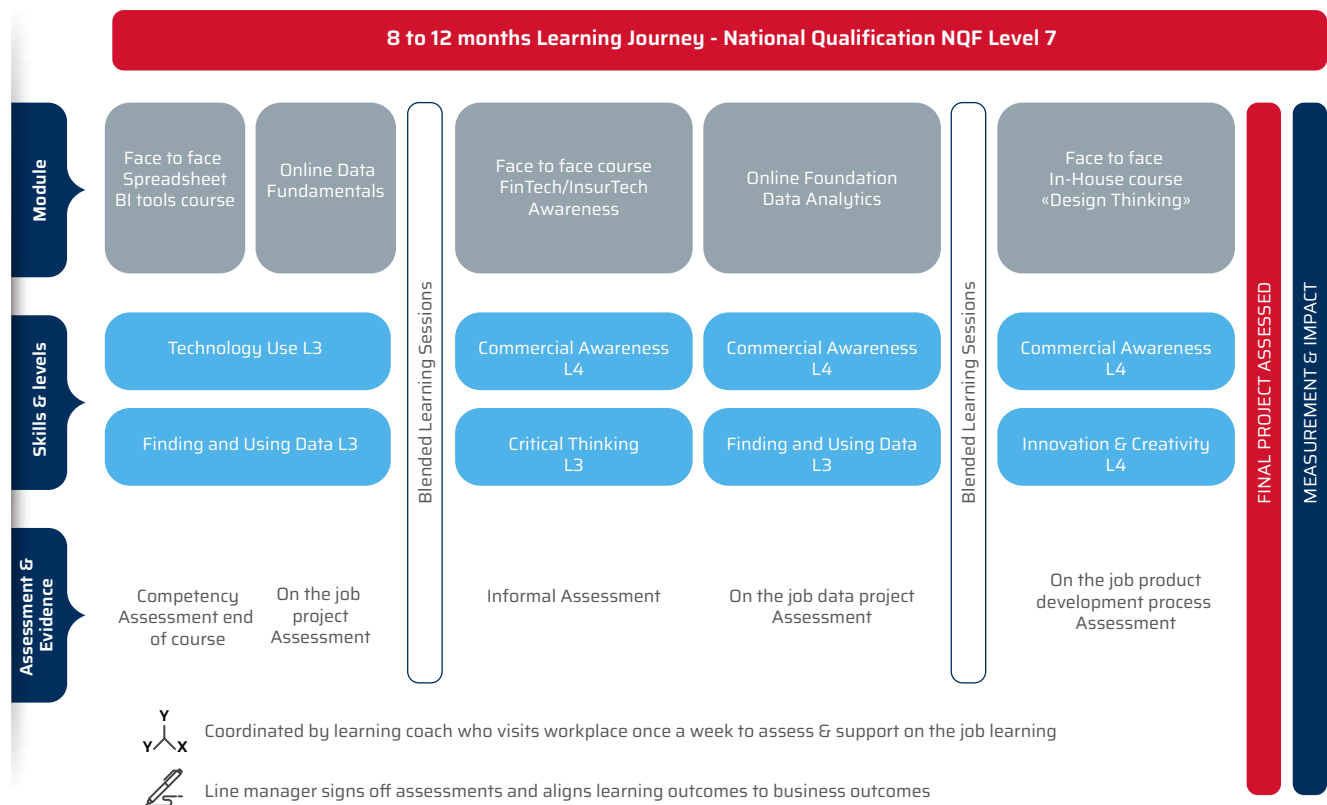 8 to 12 months Learning Journey - National Qualification NQF Level 7
Module
Face to face
Spreadsheet
BI tools course
Online Data
Fundamentals
Blended Learning Sessions
Face to face course
FinTech/InsurTech
Awareness
Online Foundation
Data Analytics
Blended Learning Sessions
Face to face
In-House course
«Design Thinking»
FINAL PROJECT ASSESSED
MEASUREMENT & IMPACT
Skills & levels
Technology Use L3
Commercial Awareness
L4
Commercial Awareness
L4
Commercial Awareness
L4
Finding and Using Data L3
Critical Thinking
L3
Finding and Using Data
L3
Innovation & Creativity
L4
Assessment &
Evidence
Competency
Assessment end
of course
On the job
project
Assessment
Informal Assessment
On the job data project
Assessment
On the job product
development process
Assessment
Y
Y X
Coordinated by learning coach who visits workplace once a week to assess & support on the job learning
Line manager signs off assessments and aligns learning outcomes to business outcomes